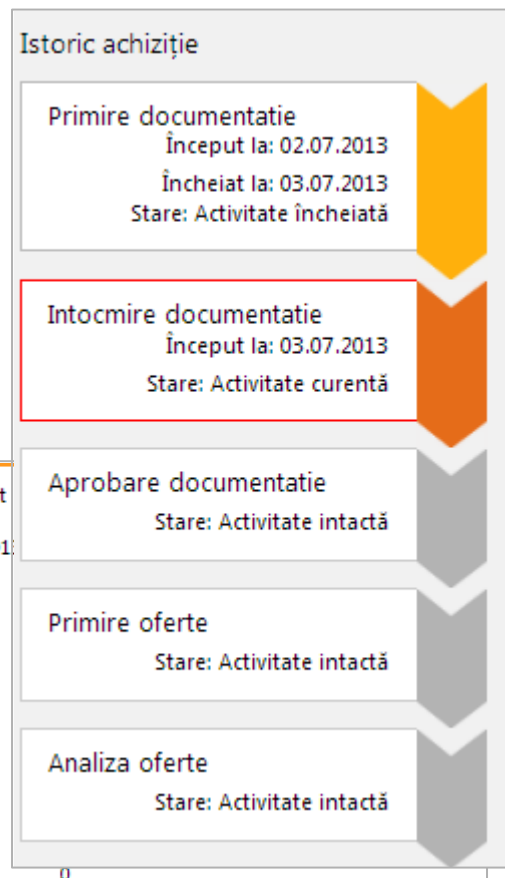 Istoric achiziție
Primire documentatie
Început la: 02.07.2013
Încheiat la: 03.07.2013
Stare: Activitate încheiată
Intocmire documentatie
Început la: 03.07.2013
Stare: Activitate curentă
Aprobare documentatie
Stare: Activitate intactă
Primire oferte
Stare: Activitate intactă
Analiza oferte
Stare: Activitate intactă